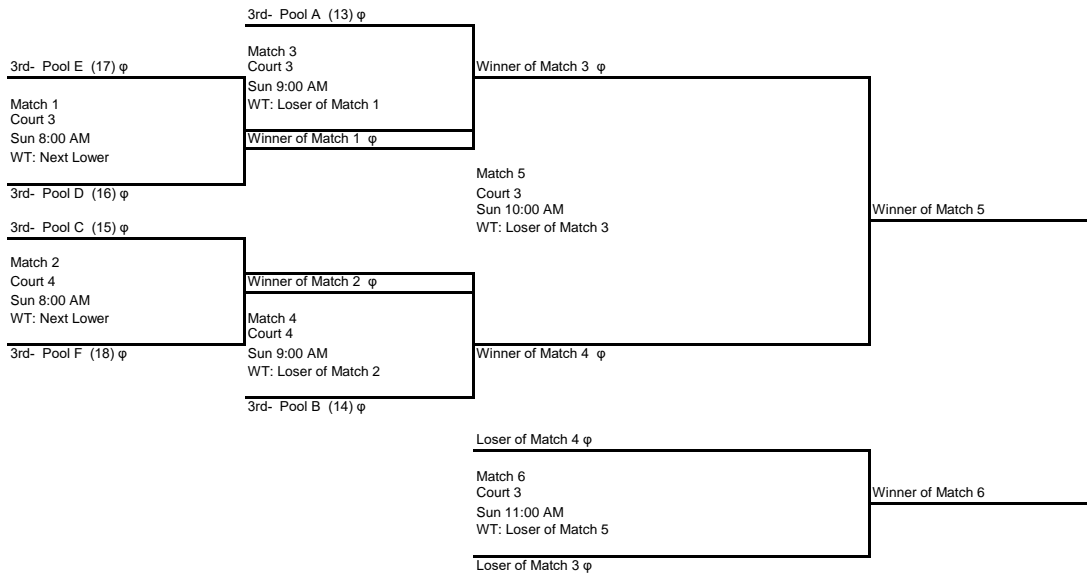 3rd-  Pool A  (13) φ
Match 3
Court 3
Sun 9:00 AM
WT: Loser of Match 1
Winner of Match 1  φ
3rd-  Pool E  (17) φ
Match 1
Court 3
Sun 8:00 AM
WT: Next Lower
3rd-  Pool D  (16) φ
3rd-  Pool C  (15) φ
Match 2
Court 4
Sun 8:00 AM
WT: Next Lower
3rd-  Pool F  (18) φ
Winner of Match 2  φ
Match 4
Court 4
Sun 9:00 AM
WT: Loser of Match 2
3rd-  Pool B  (14) φ
Winner of Match 3  φ
Match 5
Court 3
Sun 10:00 AM
WT: Loser of Match 3
Winner of Match 4  φ
Winner of Match 5
Loser of Match 4 φ
Match 6
Court 3
Sun 11:00 AM
WT: Loser of Match 5
Loser of Match 3 φ
Winner of Match 6